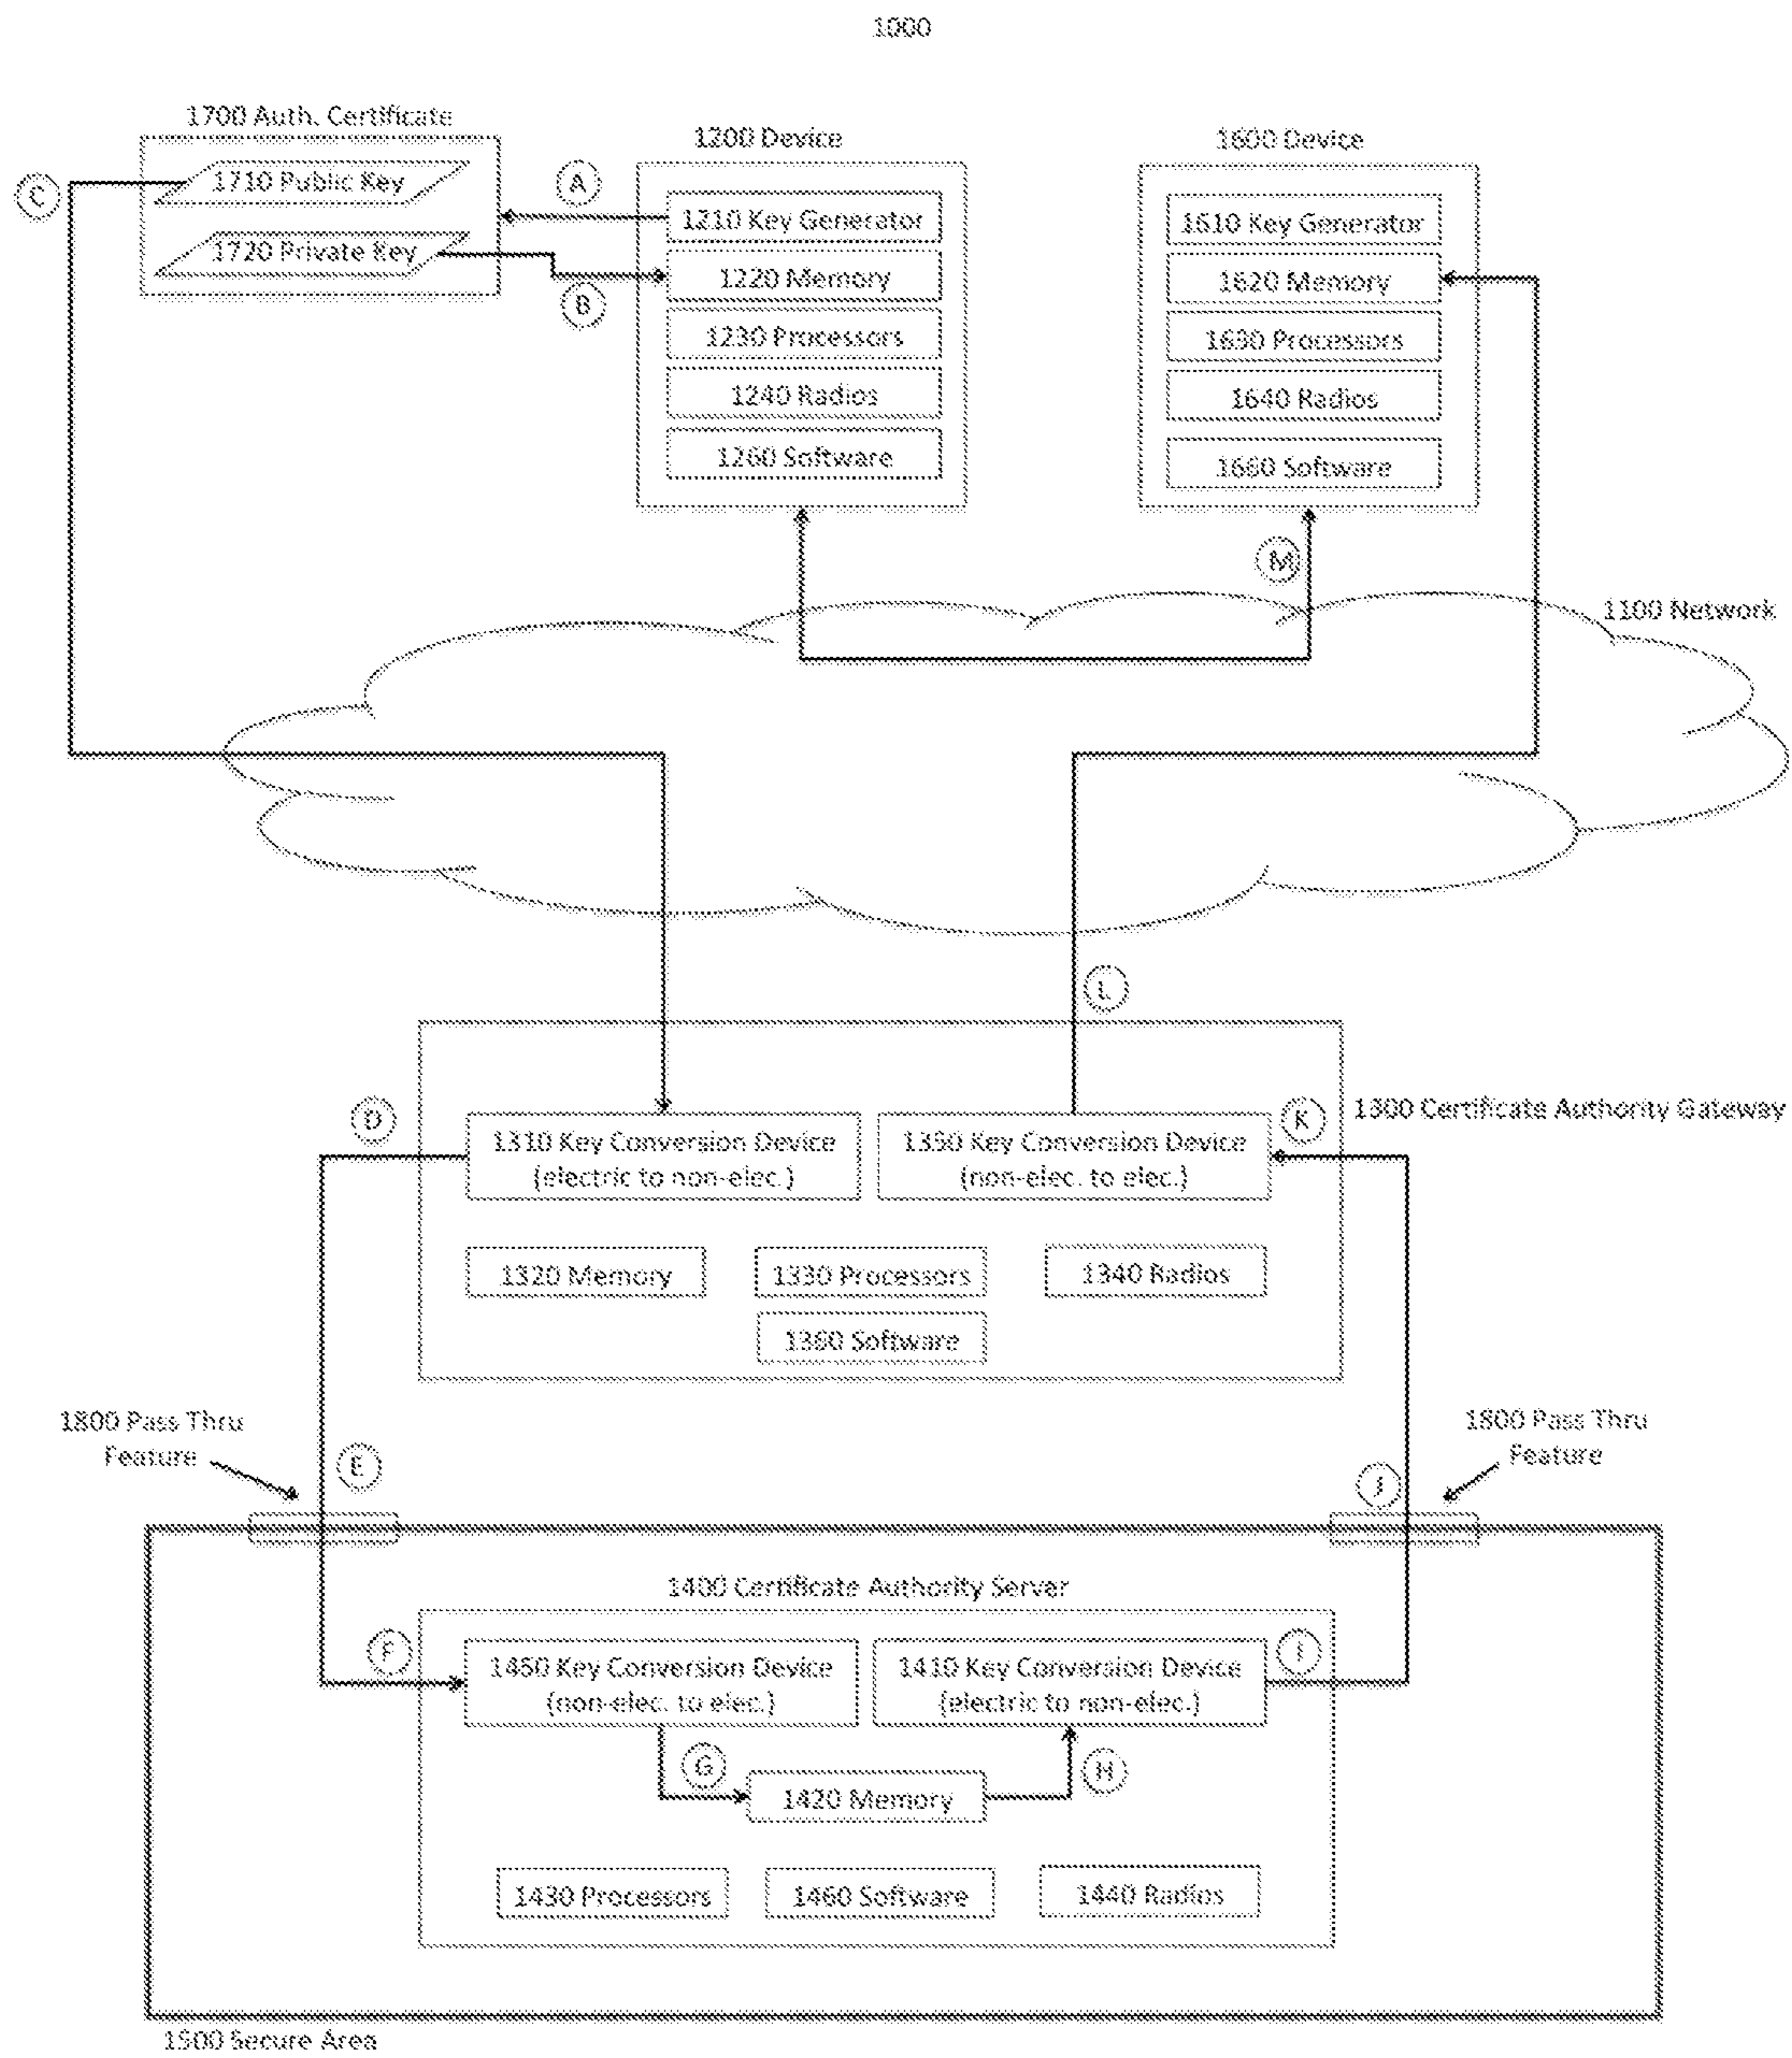 1000
1700 Auth. Certificate
1710 Public Key
1720 Private Key
C
A
B
1200 Device
1210 Key Generator
1220 Memory
1230 Processors
1240 Radios
1260 Software
1600 Device
1610 Key Generator
1620 Memory
1630 Processors
1640 Radios
1660 Software
M
1100 Network
L
D
1310 Key Conversion Device
(electric to non-elec.)
1350 Key Conversion Device
(non-elec. to elec.)
K
1300 Certificate Authority Gateway
1320 Memory
1330 Processors
1340 Radios
1360 Software
1800 Pass Thru
Feature
E
1800 Pass Thru
Feature
J
1400 Certificate Authority Server
F
1450 Key Conversion Device
(non-elec. to elec.)
1410 Key Conversion Device
(electric to non-elec.)
I
G
1420 Memory
H
1430 Processors
1460 Software
1440 Radios
1500 Secure Area